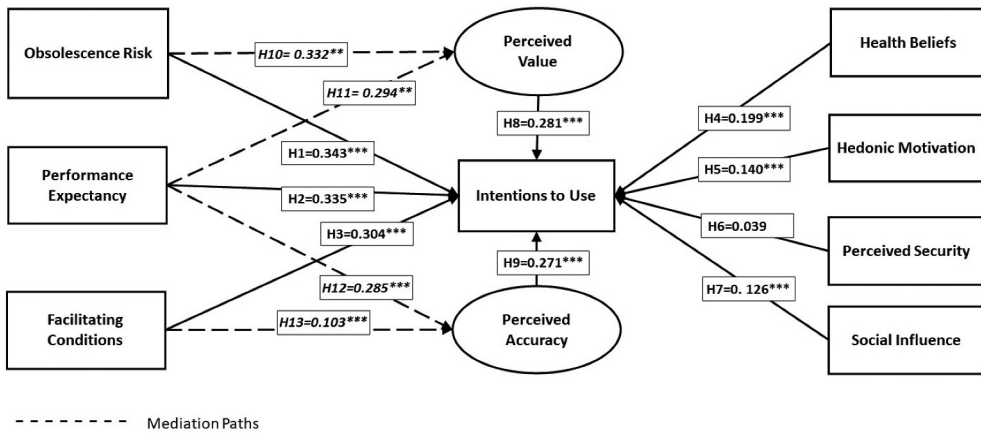 Obsolescence Risk
Performance
Expectancy
Facilitating
Conditions
H10= 0.332**
H11= 0.294**
H1=0.343***
H2=0.335***
H3=0.304***
H12=0.285***
H13=0.103***
Perceived
Value
H8=0.281***
Intentions to Use
H9=0.271***
Perceived
Accuracy
H4=0.199***
H5=0.140***
H6=0.039
H7=0. 126***
Health Beliefs
Hedonic Motivation
Perceived Security
Social Influence
Mediation Paths